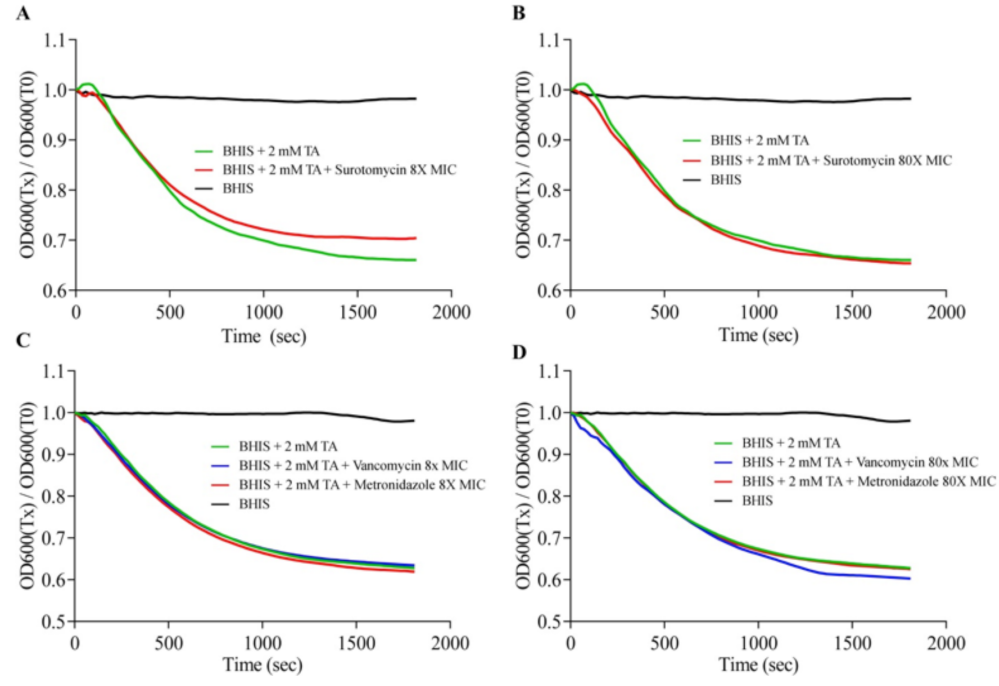 A
OD600(Tx) / OD600(T0)
1.1
1.0
0.9
0.8
0.7
0.6
BHIS + 2 mM TA
BHIS + 2 mM TA + Surotomycin 8X MIC
BHIS
0 500 1000 1500 2000
Time (sec)
B
OD600(Tx) / OD600(T0)
1.1
1.0
0.9
0.8
0.7
0.6
BHIS + 2 mM TA
BHIS + 2 mM TA + Surotomycin 80X MIC
BHIS
0 500 1000 1500 2000
Time (sec)
C
OD600(Tx) / OD600(T0)
1.1
1.0
0.9
0.8
0.7
0.6
0.5
BHIS + 2 mM TA
BHIS + 2 mM TA + Vancomycin 8x MIC
BHIS + 2 mM TA + Metronidazole 8X MIC
BHIS
0 500 1000 1500 2000
Time (sec)
D
OD600(Tx) / OD600(T0)
1.1
1.0
0.9
0.8
0.7
0.6
0.5
BHIS + 2 mM TA
BHIS + 2 mM TA + Vancomycin 80x MIC
BHIS + 2 mM TA + Metronidazole 80X MIC
BHIS
0 500 1000 1500 2000
Time (sec)